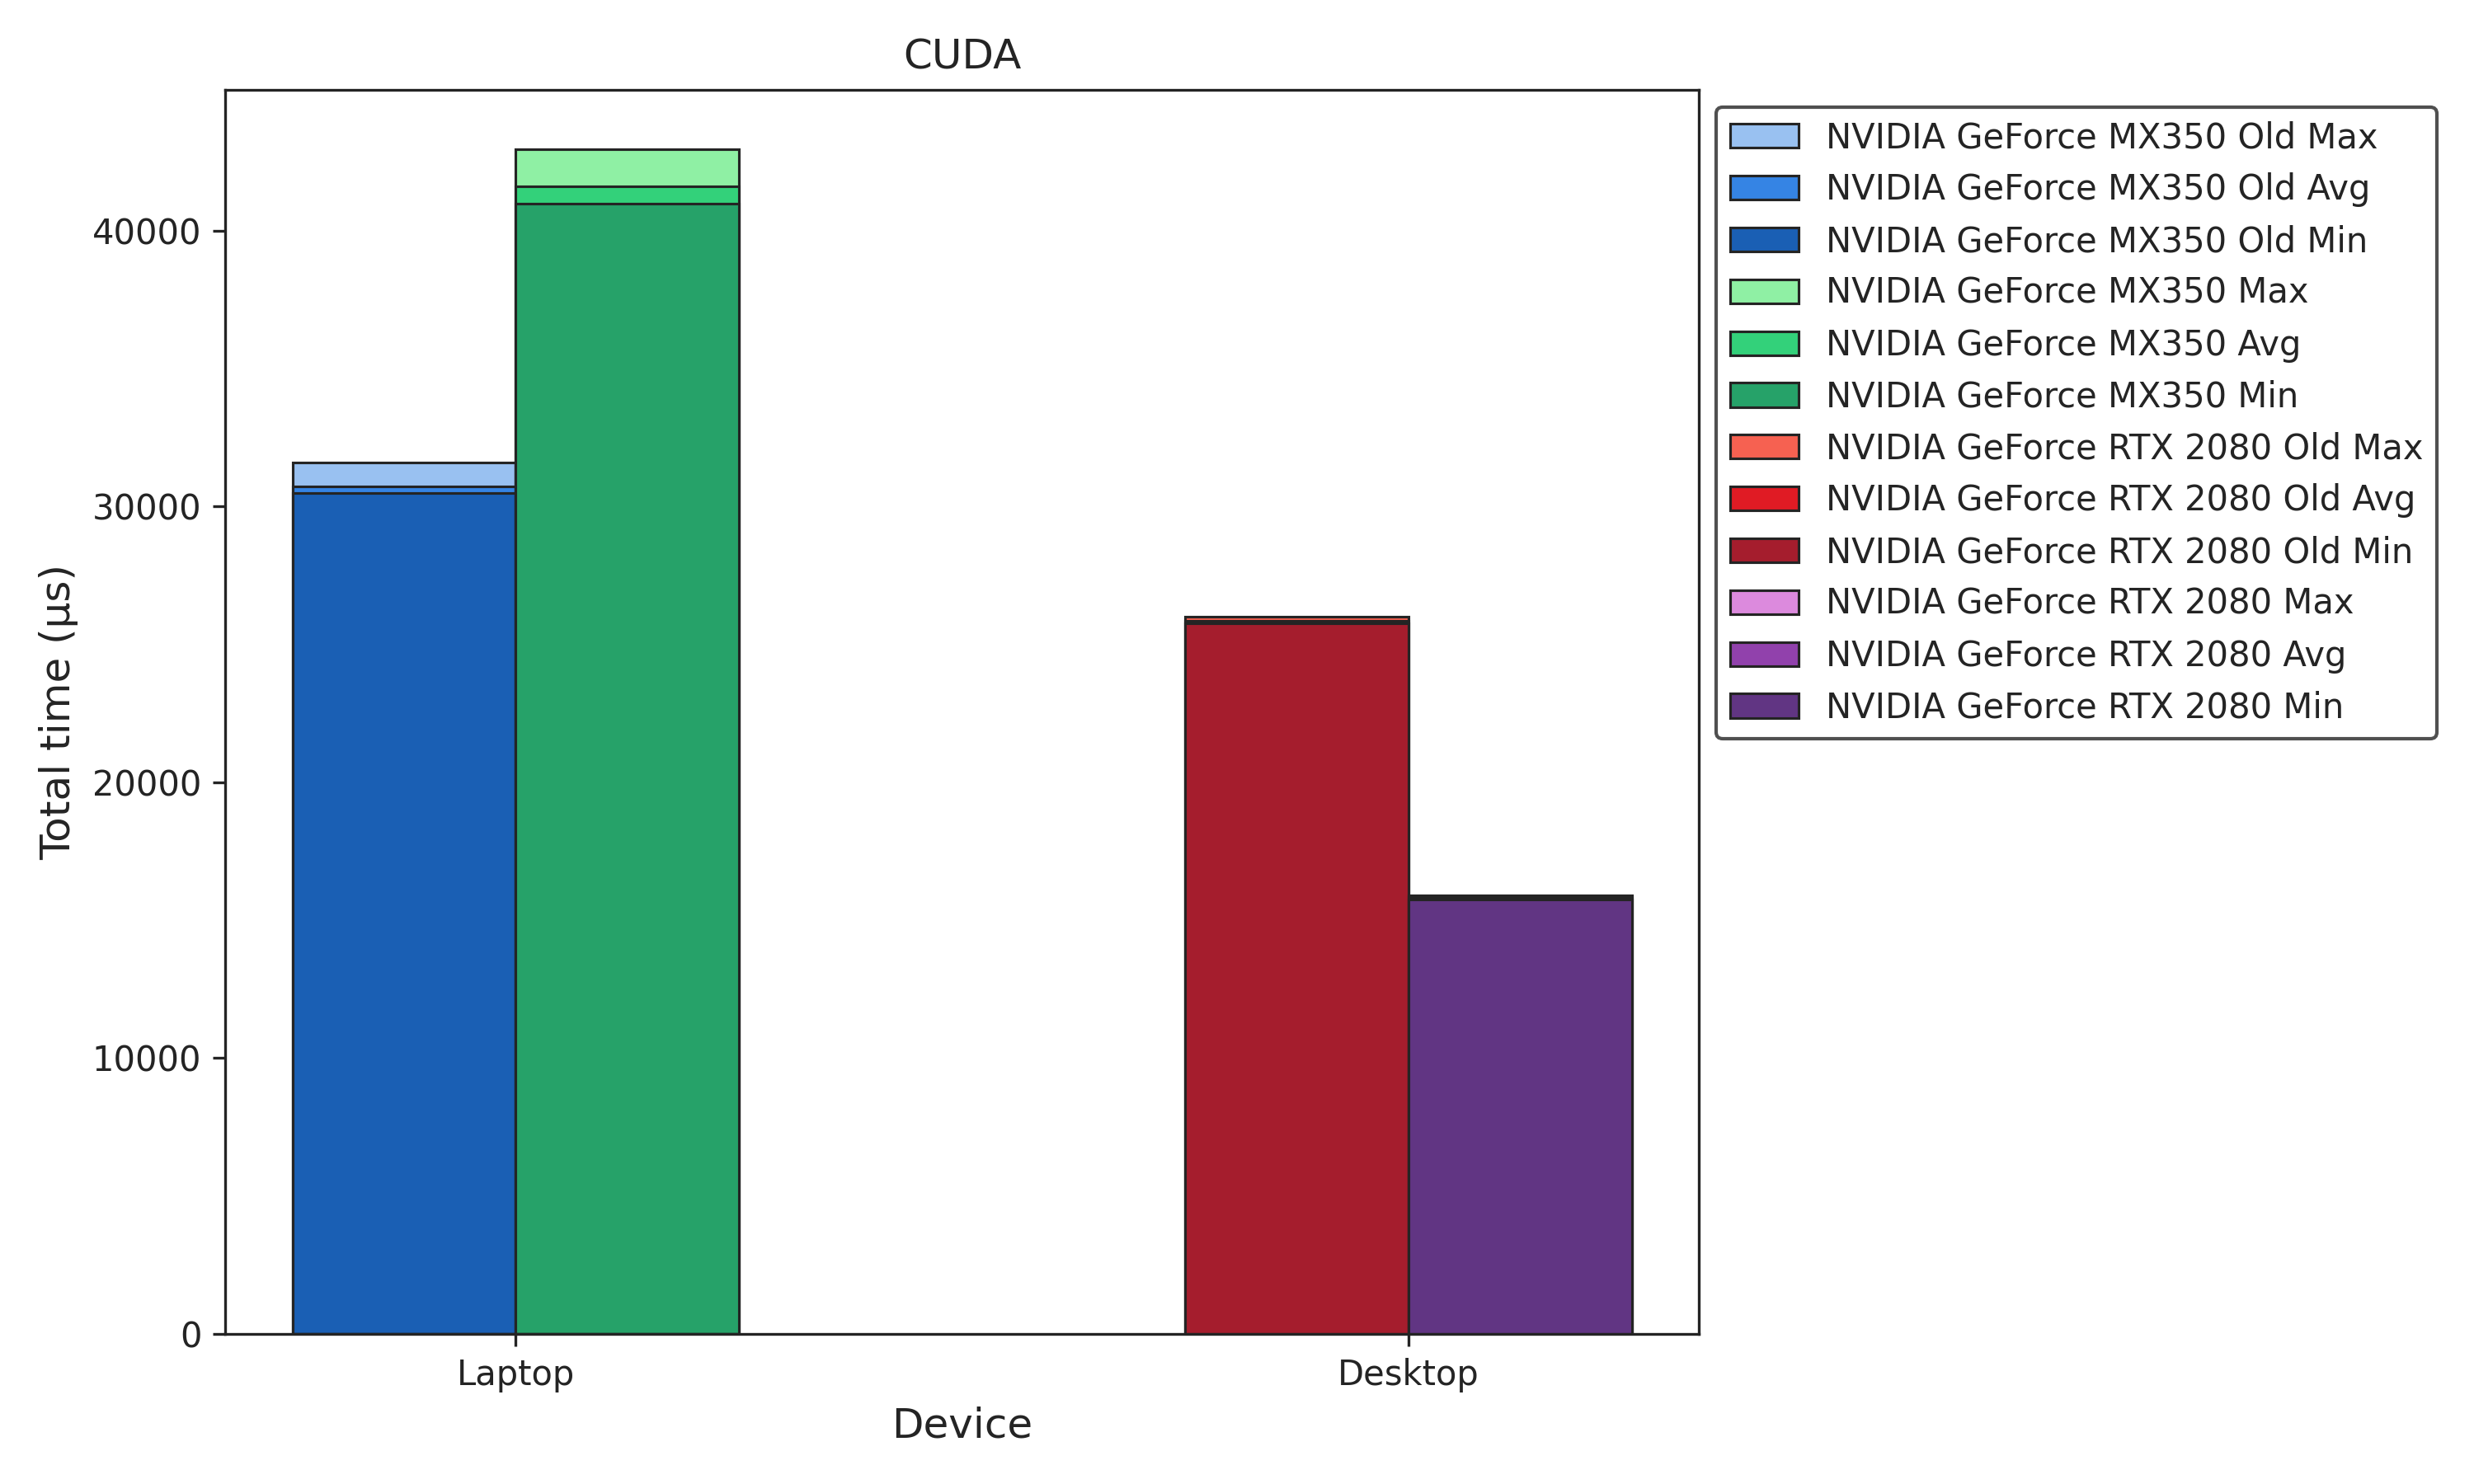 CUDA
Total time (µs)
40000
30000
20000
10000
0
Laptop
Desktop
Device
NVIDIA GeForce MX350 Old Max
NVIDIA GeForce MX350 Old Avg
NVIDIA GeForce MX350 Old Min
NVIDIA GeForce MX350 Max
NVIDIA GeForce MX350 Avg
NVIDIA GeForce MX350 Min
NVIDIA GeForce RTX 2080 Old Max
NVIDIA GeForce RTX 2080 Old Avg
NVIDIA GeForce RTX 2080 Old Min
NVIDIA GeForce RTX 2080 Max
NVIDIA GeForce RTX 2080 Avg
NVIDIA GeForce RTX 2080 Min